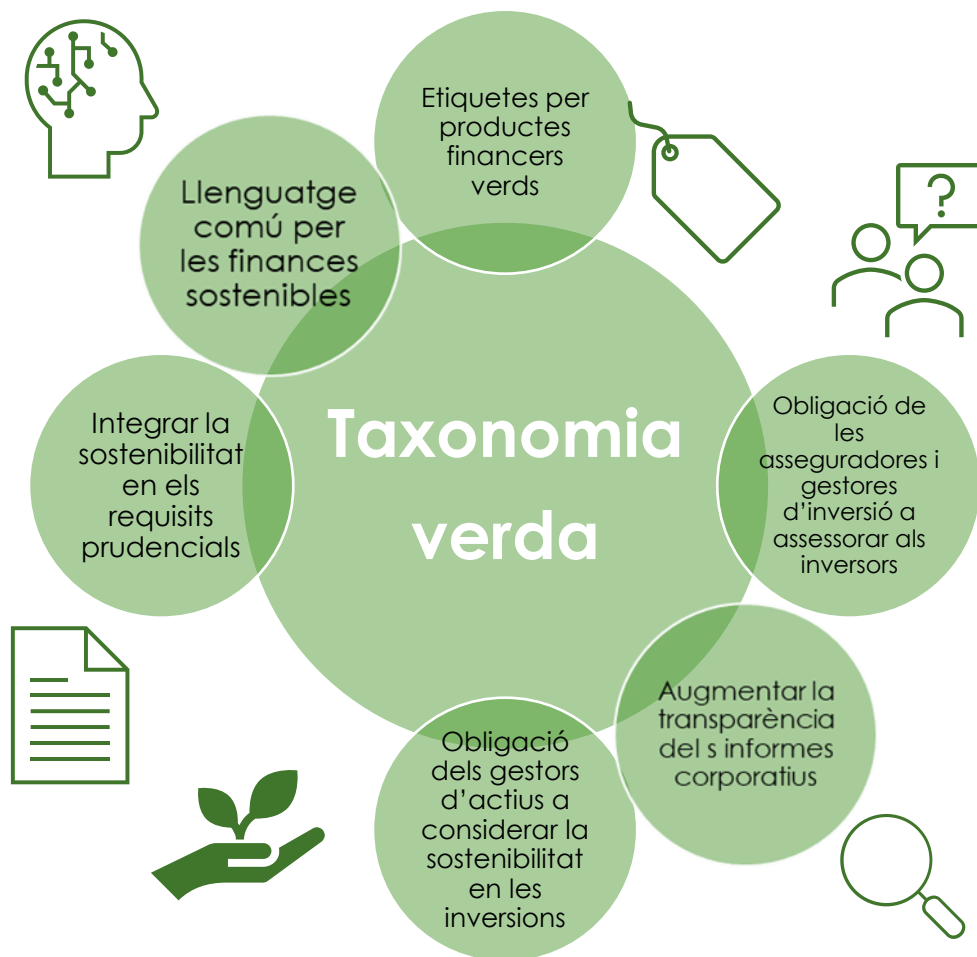 Etiquetes per
productes
financers
verds
Llenguatge
comú per
les finances
sostenibles
?
Integrar la
sostenibilitat
en els
requisits
prudencials
Taxonomia
verda
Obligació de
les
asseguradores i
gestores
d'inversió a
assessorar als
inversors
Augmentar la
transparència
del s informes
corporatius
Obligació
dels gestors
d'actius a
considerar la
sostenibilitat
en les
inversions